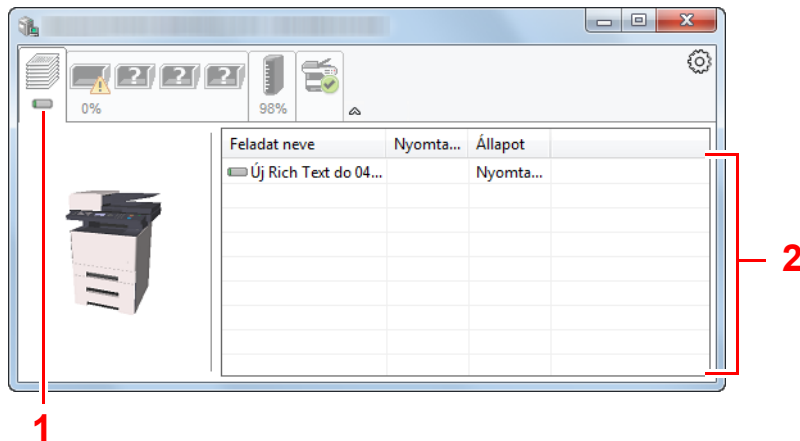 ? ? ?
0% 98%
Feladat neve Nyomta... Állapot
Új Rich Text do 04... Nyomta...
2
1